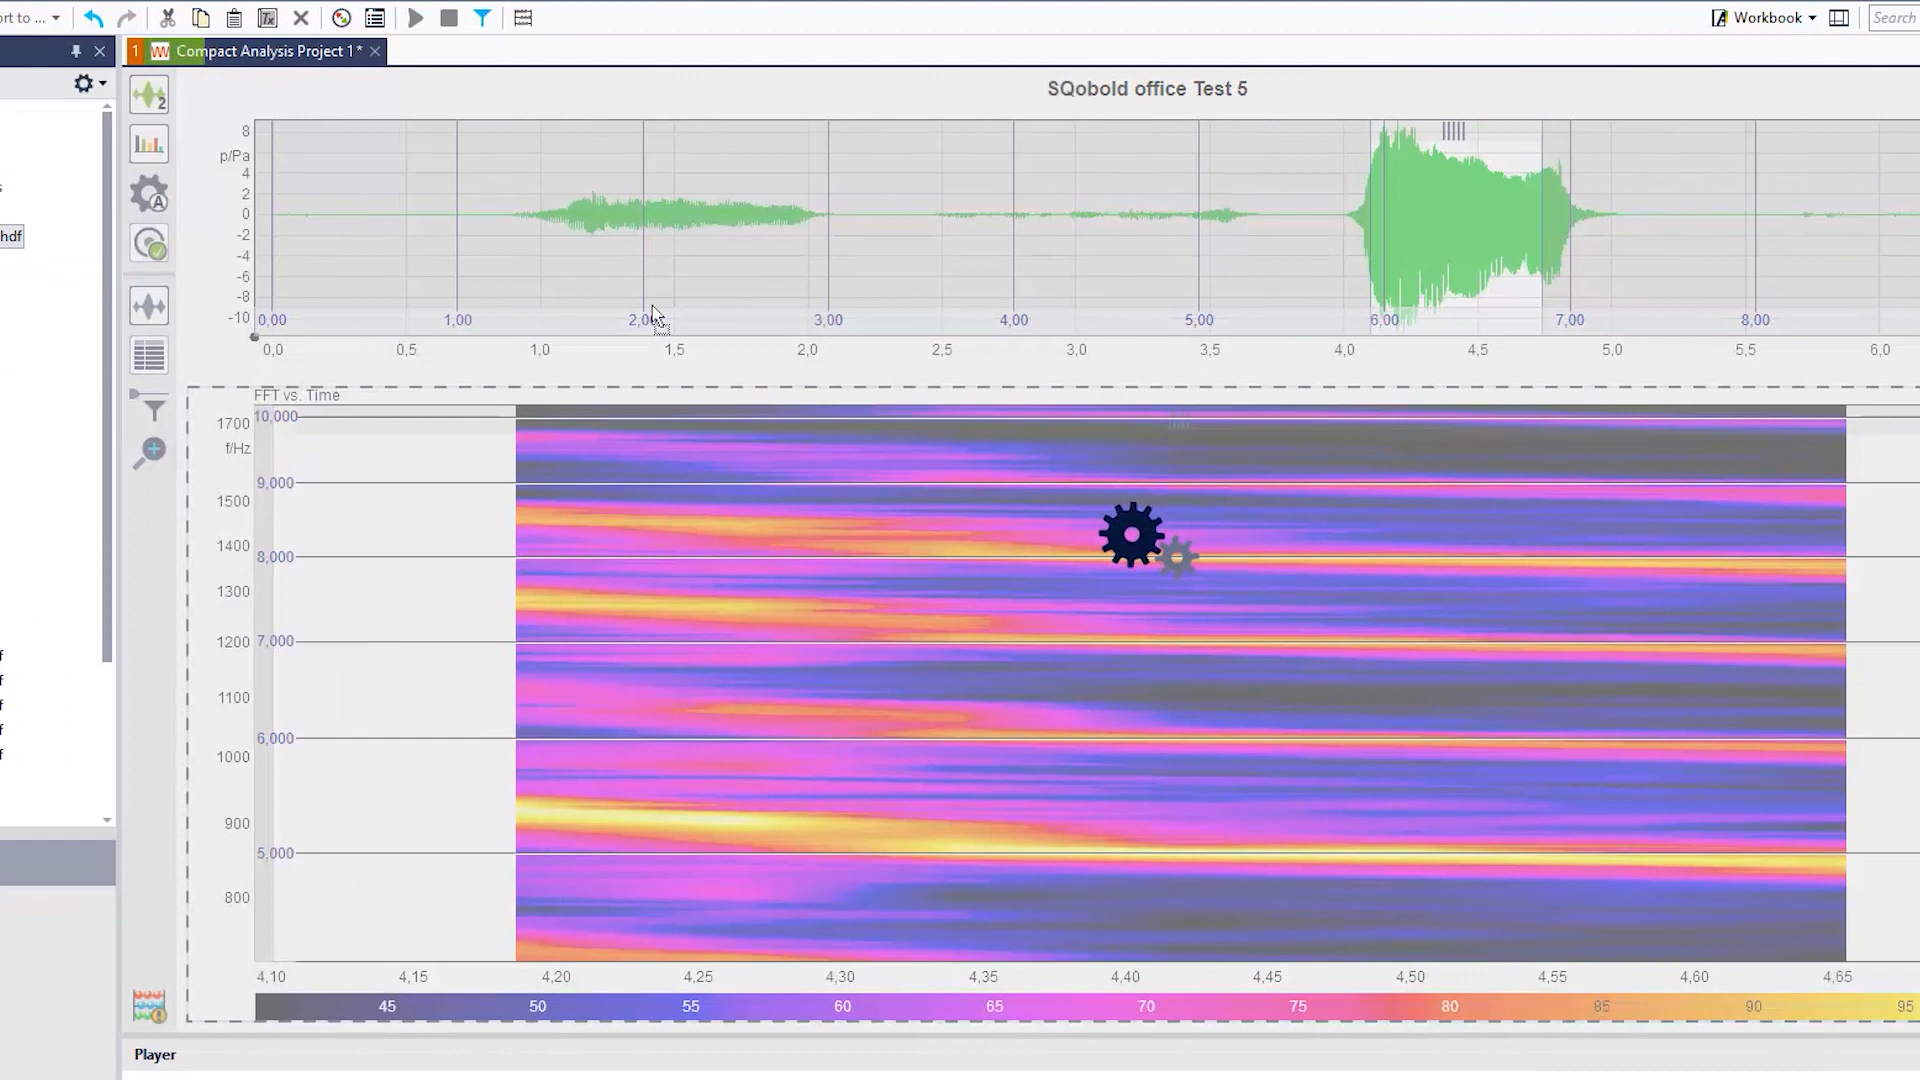 ort to ...
Workbook
Search
1 Compact Analysis Project 1*
SQobold office Test 5
hdf
8
p/Pa
4
2
0
-2
-4
-6
-8
-10
0,00 1,00 2,00 3,00 4,00 5,00 6,00 7,00 8,00
0,0 0,5 1,0 1,5 2,0 2,5 3,0 3,5 4,0 4,5 5,0 5,5 6,0
FFT vs. Time
1700 10,000
f/Hz
9,000
1500
1400 8,000
1300
1200 7,000
1100
6,000
1000
900
5,000
800
4,10 4,15 4,20 4,25 4,30 4,35 4,40 4,45 4,50 4,55 4,60 4,65
45 50 55 60 65 70 75 80 85 90 95
Player